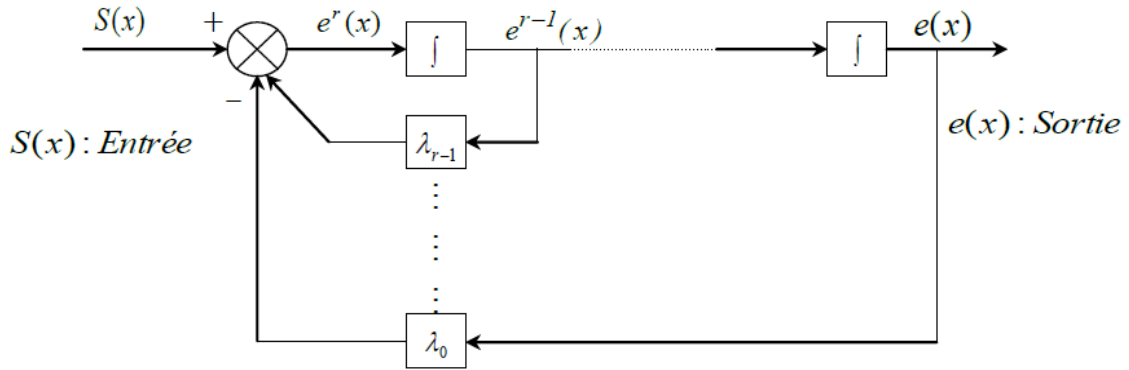 S(x)
+
e^r(x)
∫
e^{r-1}(x)
∫
e(x)
−
S(x) : Entrée
λ_{r−1}
e(x) : Sortie
λ_0